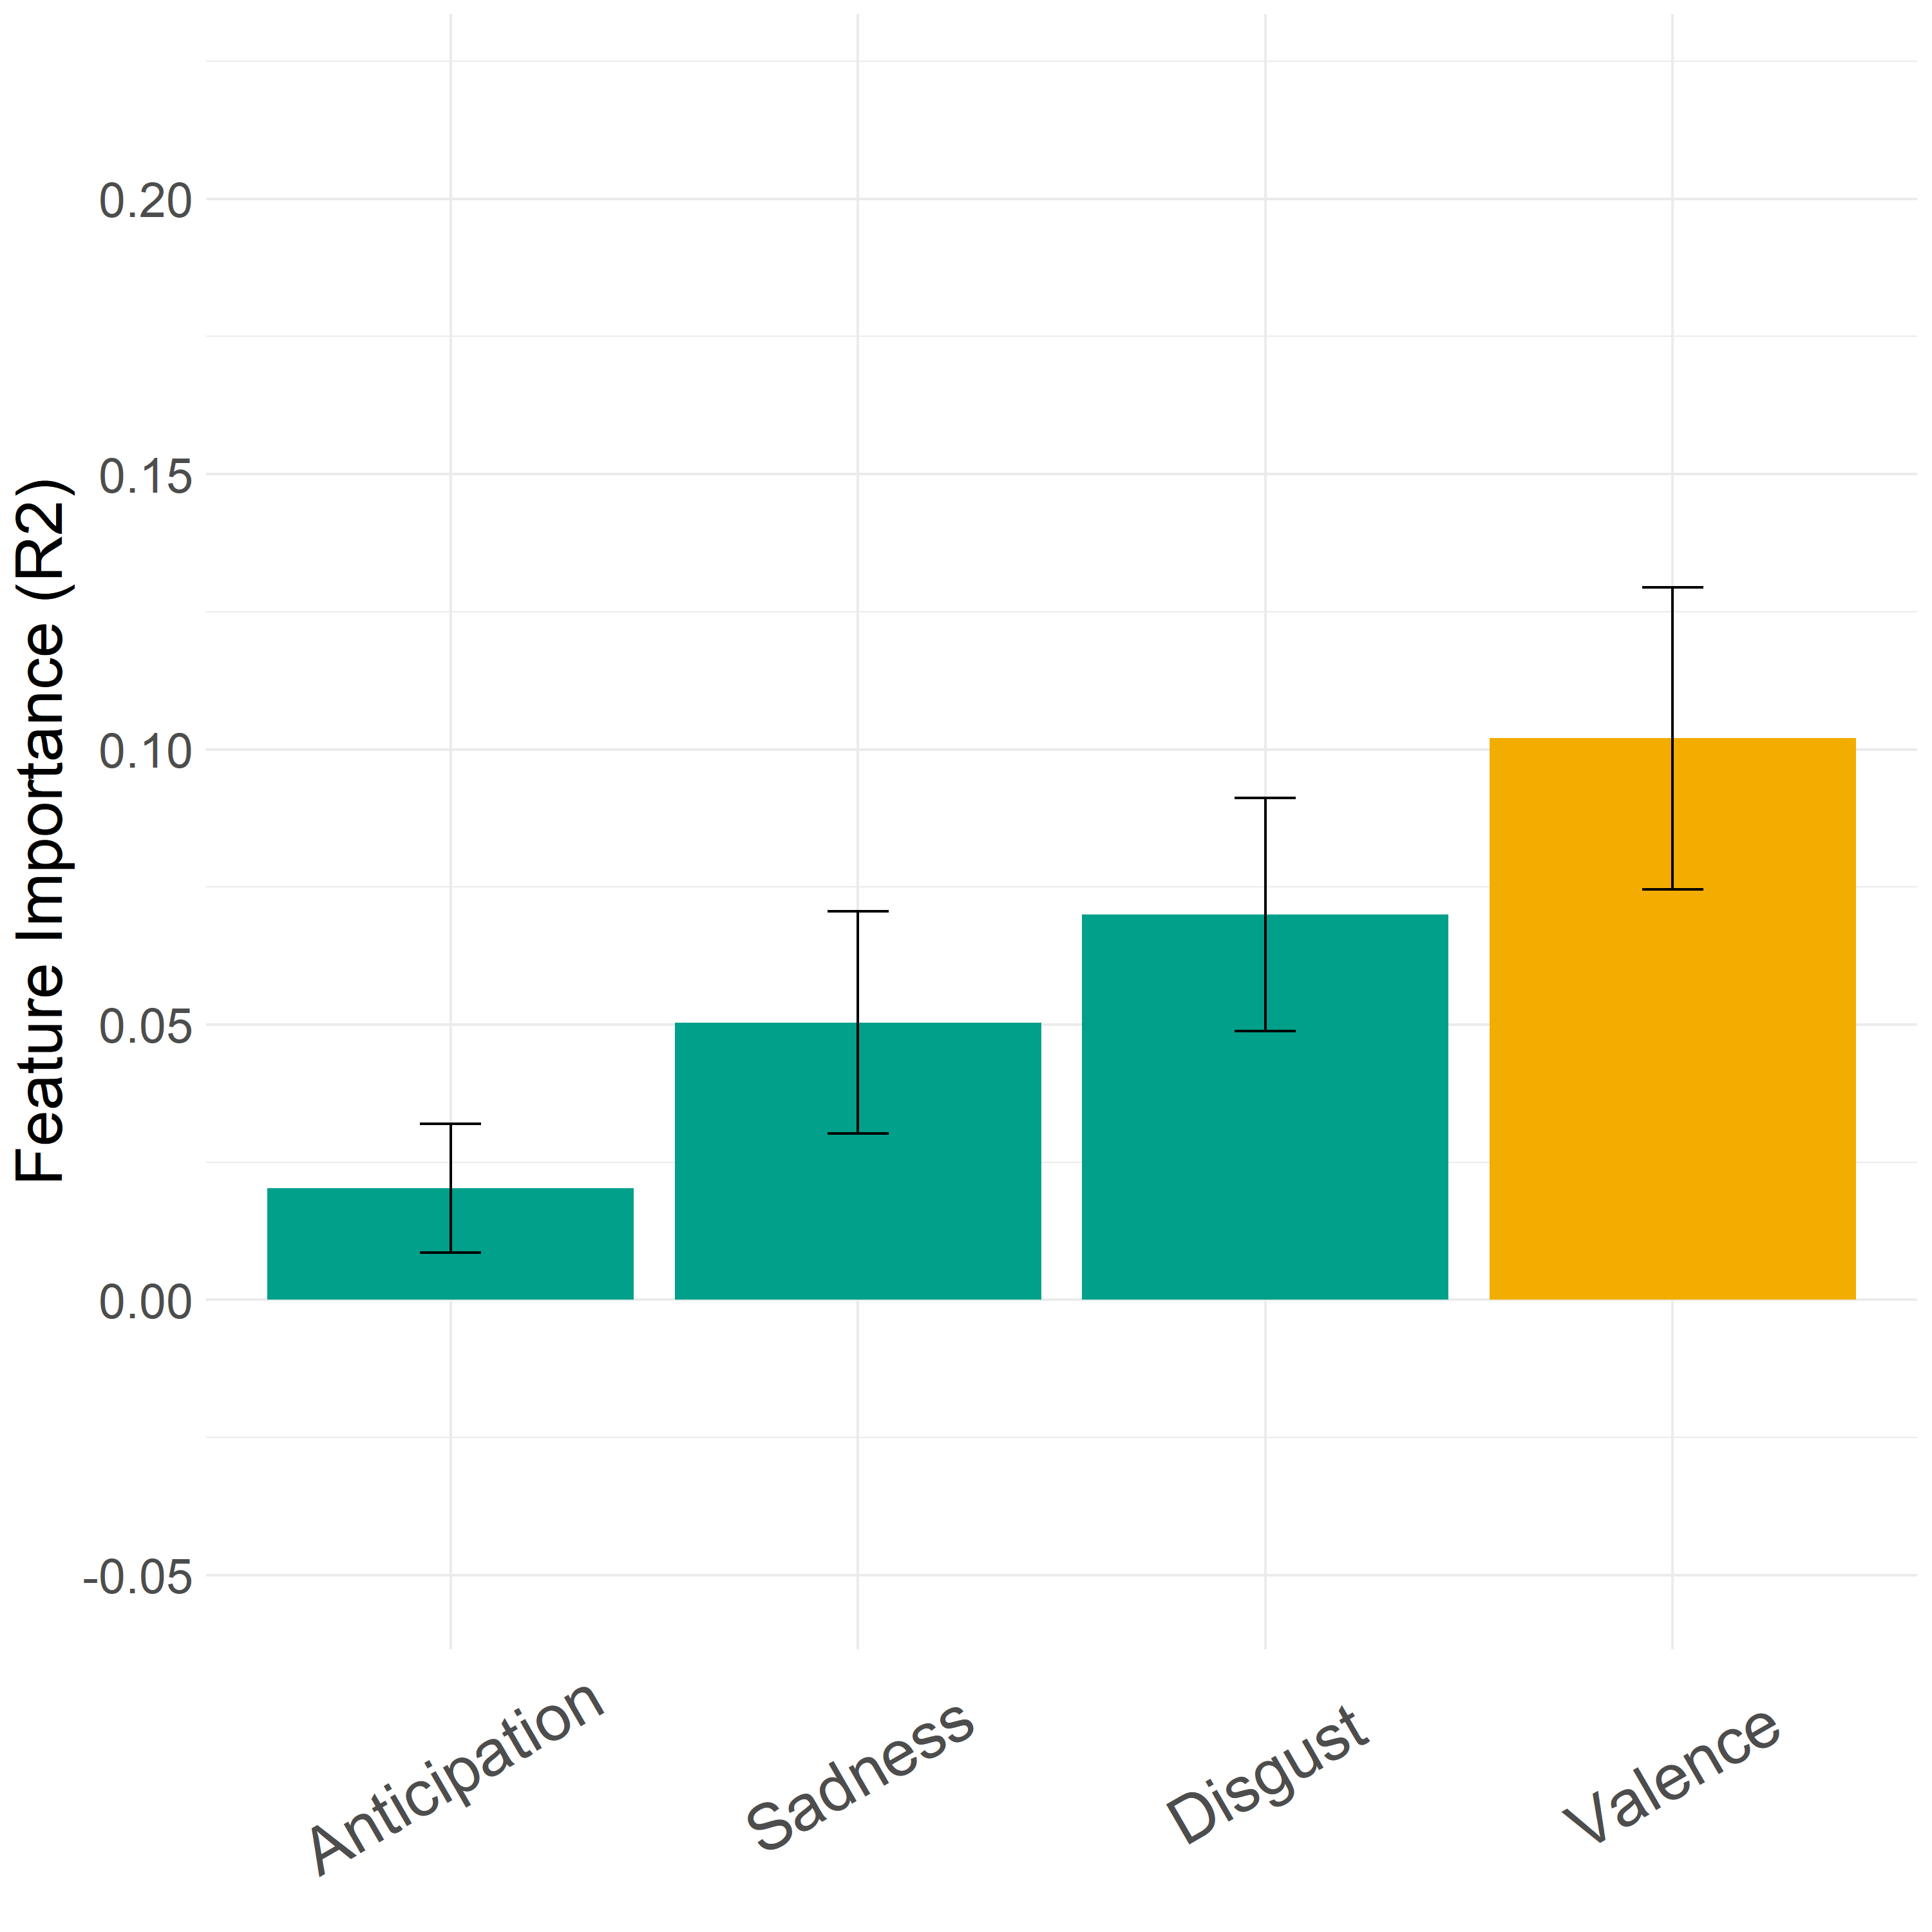 Feature Importance (R2)
0.20
0.15
0.10
0.05
0.00
-0.05
Anticipation
Sadness
Disgust
Valence